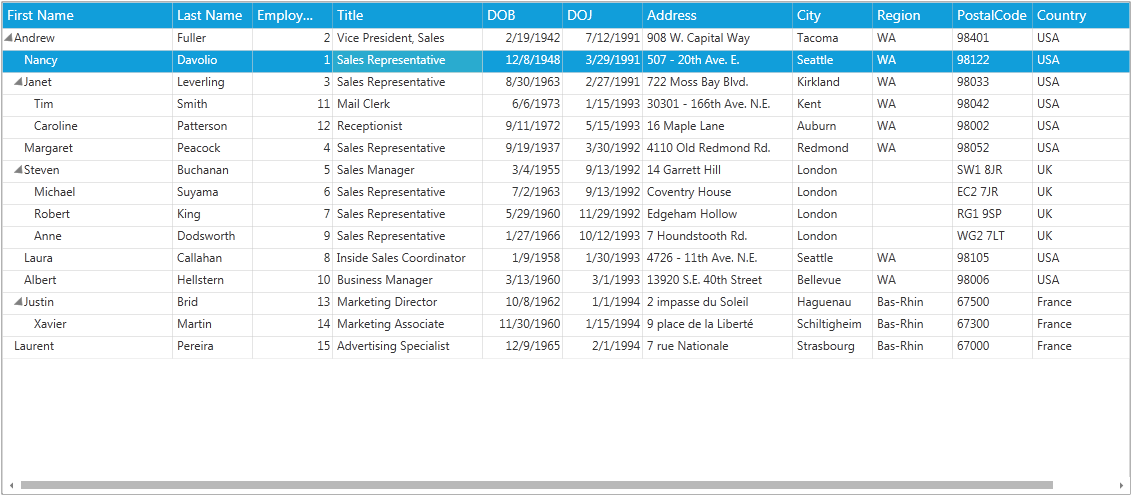 First Name Last Name Employ... Title DOB DOJ Address City Region PostalCode Country
Andrew Fuller 2 Vice President, Sales 2/19/1942 7/12/1991 908 W. Capital Way Tacoma WA 98401 USA
Nancy Davolio 1 Sales Representative 12/8/1948 3/29/1991 507 - 20th Ave. E. Seattle WA 98122 USA
Janet Leverling 3 Sales Representative 8/30/1963 2/27/1991 722 Moss Bay Blvd. Kirkland WA 98033 USA
Tim Smith 11 Mail Clerk 6/6/1973 1/15/1993 30301 - 166th Ave. N.E. Kent WA 98042 USA
Caroline Patterson 12 Receptionist 9/11/1972 5/15/1993 16 Maple Lane Auburn WA 98002 USA
Margaret Peacock 4 Sales Representative 9/19/1937 3/30/1992 4110 Old Redmond Rd. Redmond WA 98052 USA
Steven Buchanan 5 Sales Manager 3/4/1955 9/13/1992 14 Garrett Hill London SW1 8JR UK
Michael Suyama 6 Sales Representative 7/2/1963 9/13/1992 Coventry House London EC2 7JR UK
Robert King 7 Sales Representative 5/29/1960 11/29/1992 Edgeham Hollow London RG1 9SP UK
Anne Dodsworth 9 Sales Representative 1/27/1966 10/12/1993 7 Houndstooth Rd. London WG2 7LT UK
Laura Callahan 8 Inside Sales Coordinator 1/9/1958 1/30/1993 4726 - 11th Ave. N.E. Seattle WA 98105 USA
Albert Hellstern 10 Business Manager 3/13/1960 3/1/1993 13920 S.E. 40th Street Bellevue WA 98006 USA
Justin Brid 13 Marketing Director 10/8/1962 1/1/1994 2 impasse du Soleil Haguenau Bas-Rhin 67500 France
Xavier Martin 14 Marketing Associate 11/30/1960 1/15/1994 9 place de la Liberté Schiltigheim Bas-Rhin 67300 France
Laurent Pereira 15 Advertising Specialist 12/9/1965 2/1/1994 7 rue Nationale Strasbourg Bas-Rhin 67000 France